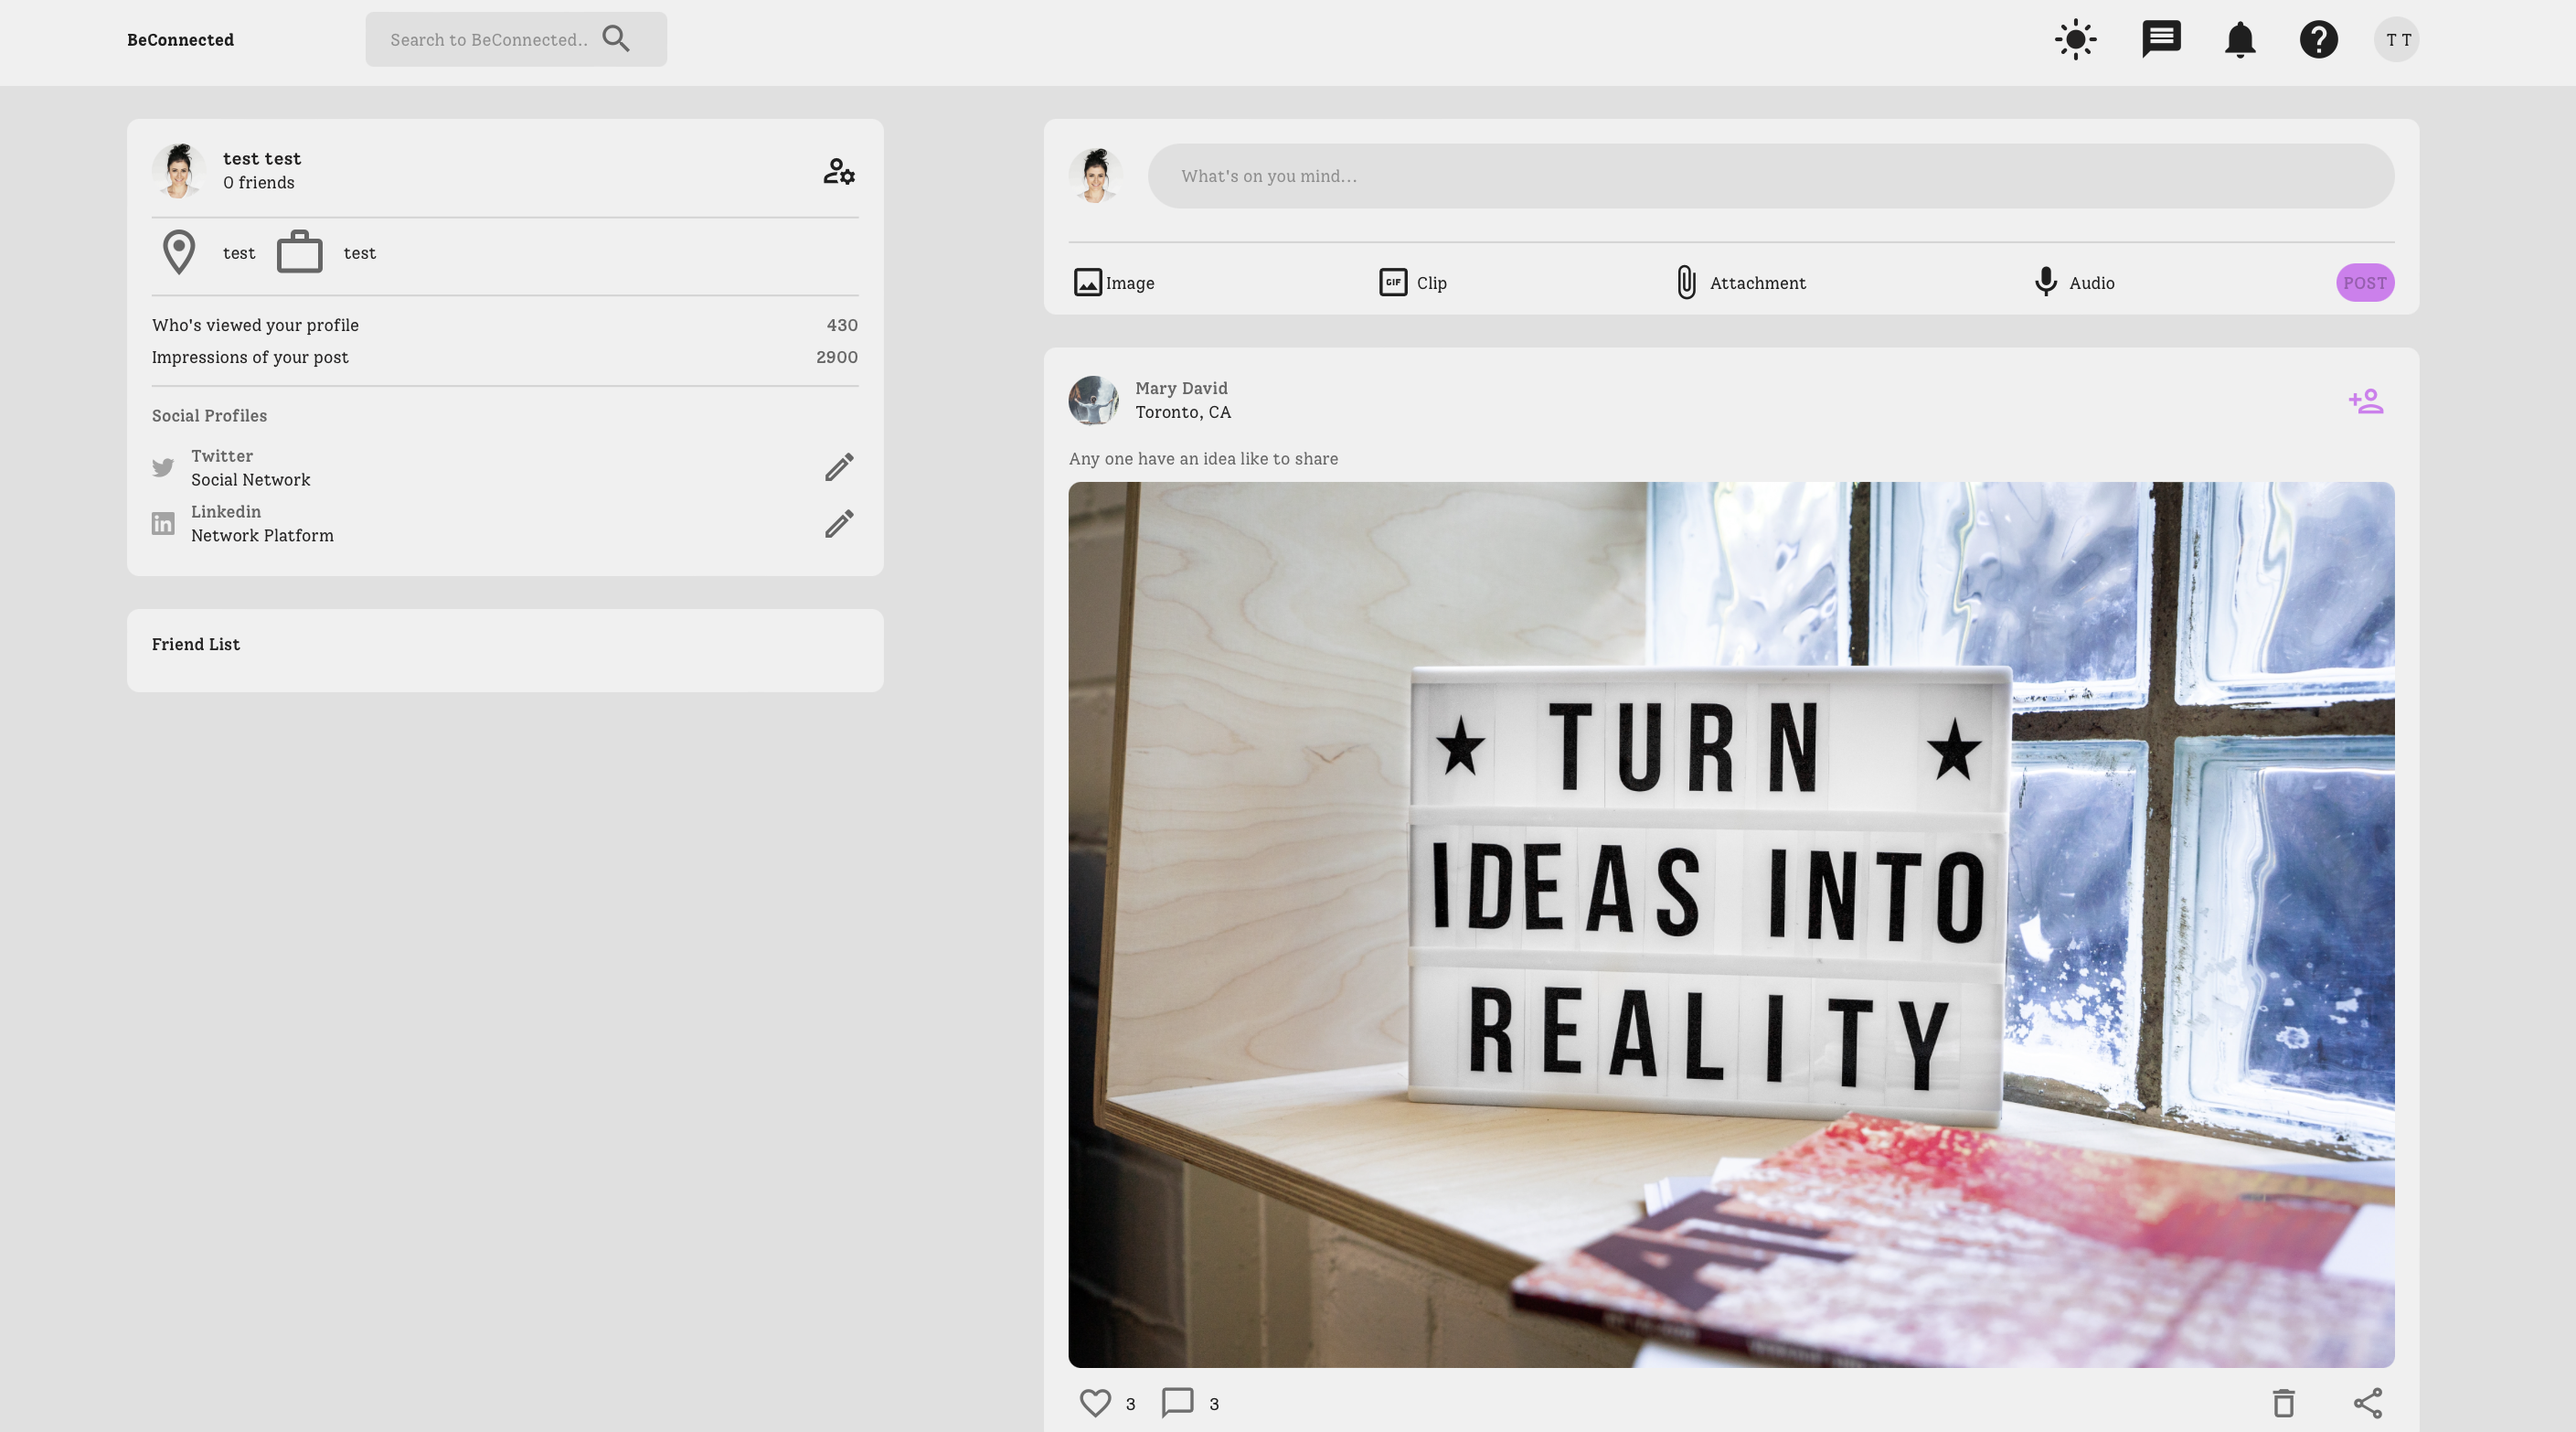 BeConnected
Search to BeConnected..
T T
test test
0 friends
test
test
Who's viewed your profile
430
Impressions of your post
2900
Social Profiles
Twitter
Social Network
Linkedin
Network Platform
Friend List
What's on you mind...
Image
GIF
Clip
Attachment
Audio
POST
Mary David
Toronto, CA
Any one have an idea like to share
★ TURN ★
IDEAS INTO
REALITY
3
3